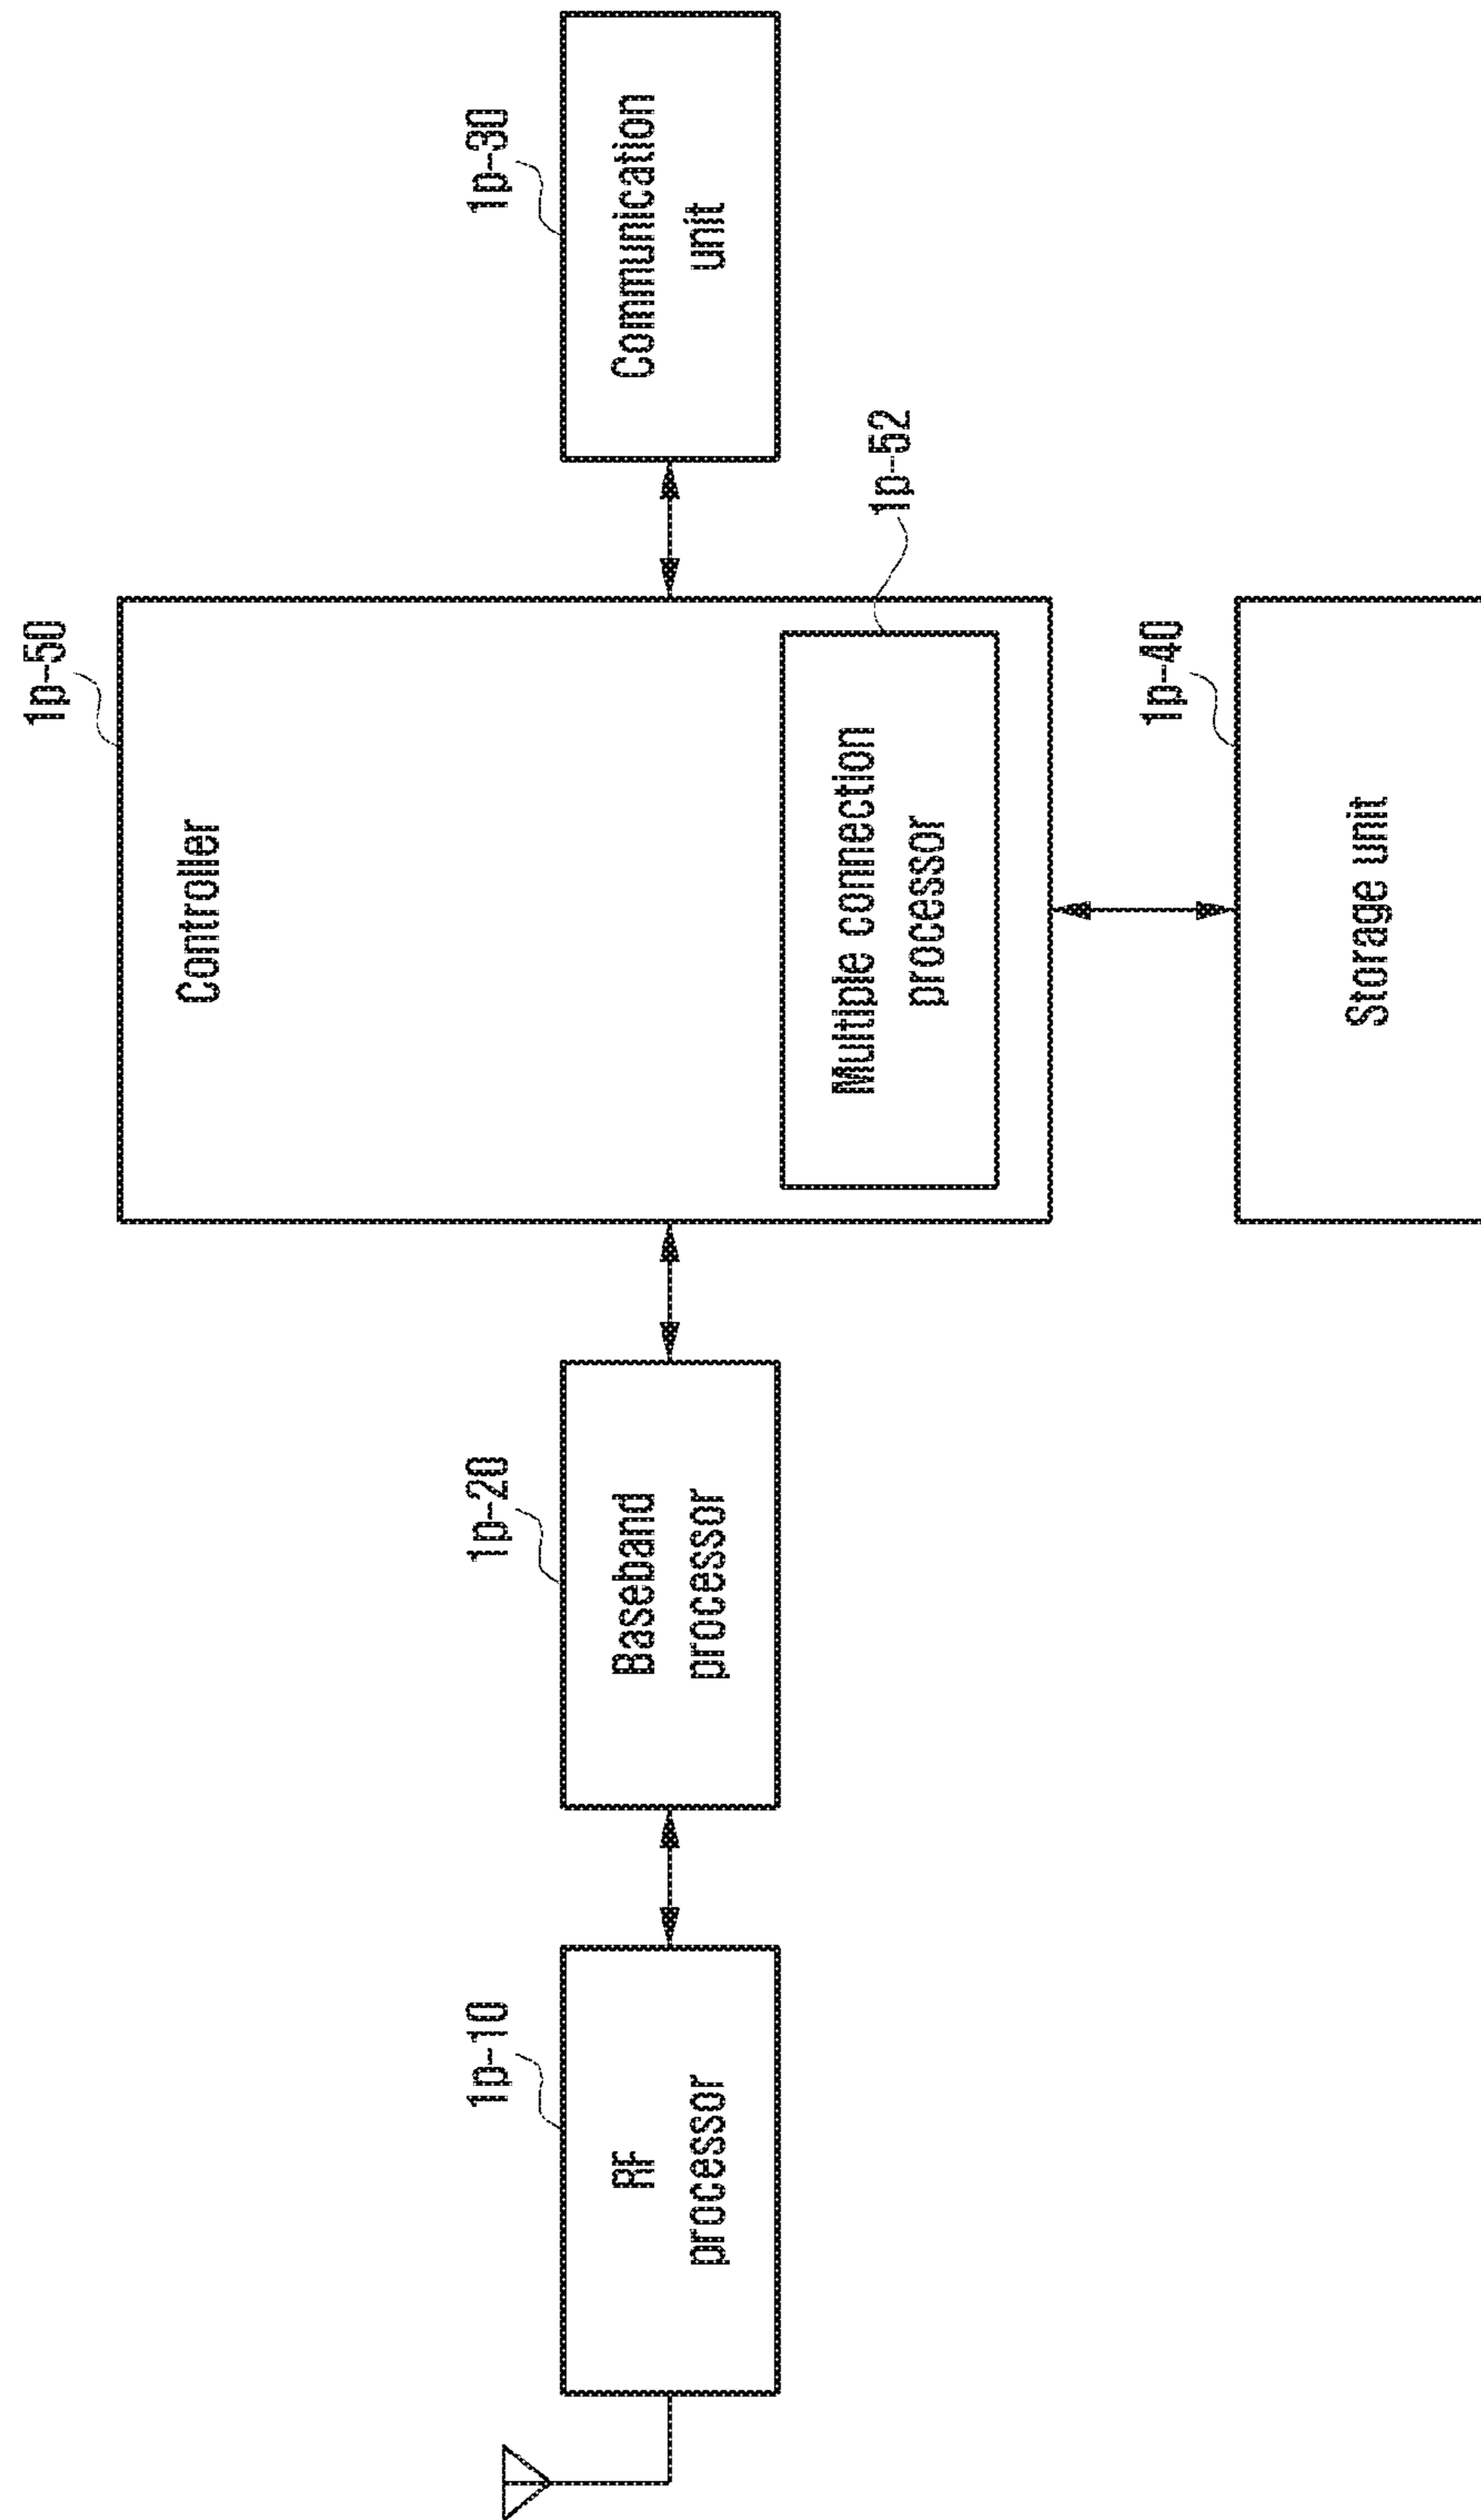 1p-50
Controller
1p-10
RF
processor
1p-20
Baseband
processor
1p-30
Communication
unit
Multiple connection
processor
1p-52
1p-40
Storage unit